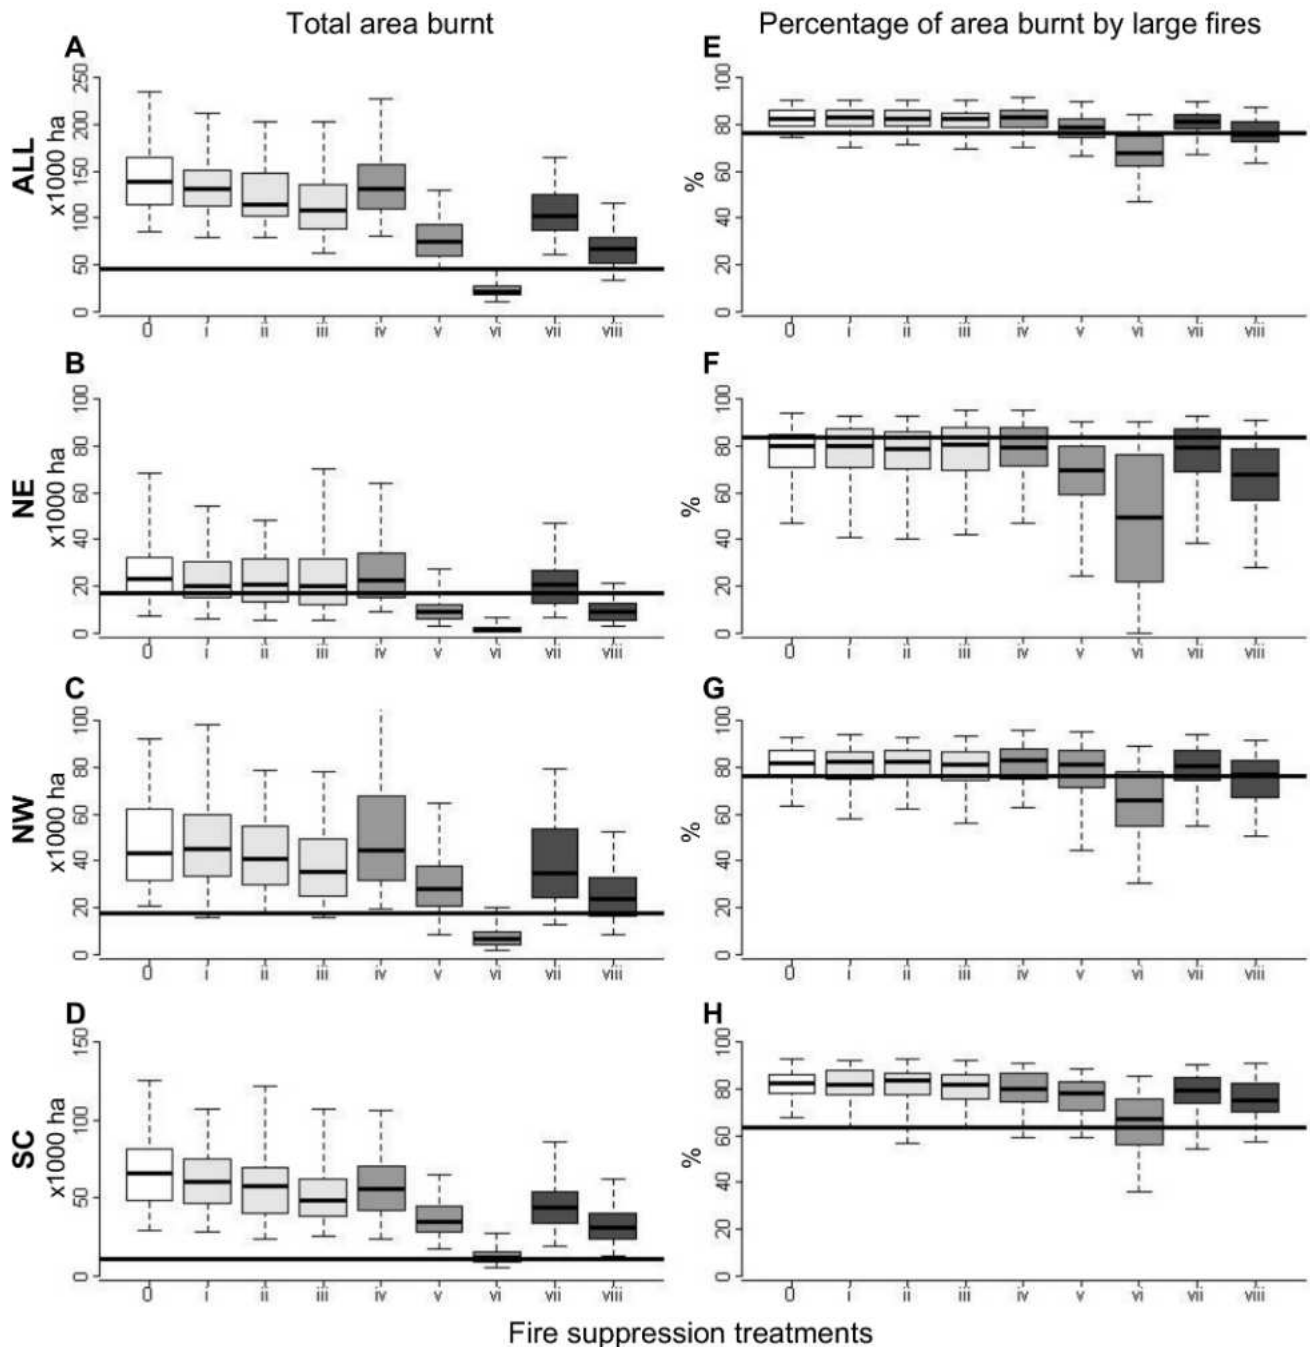 Total area burnt
Percentage of area burnt by large fires
A
ALL
x1000 ha
250
200
150
100
50
0
0 i ii iii iv v vi vii viii
E
%
100
80
60
40
20
0
0 i ii iii iv v vi vii viii
B
NE
x1000 ha
100
80
60
40
20
0
0 i ii iii iv v vi vii viii
F
%
100
80
60
40
20
0
0 i ii iii iv v vi vii viii
C
NW
x1000 ha
100
80
60
40
20
0
0 i ii iii iv v vi vii viii
G
%
100
80
60
40
20
0
0 i ii iii iv v vi vii viii
D
SC
x1000 ha
150
100
50
0
0 i ii iii iv v vi vii viii
H
%
100
80
60
40
20
0
0 i ii iii iv v vi vii viii
Fire suppression treatments